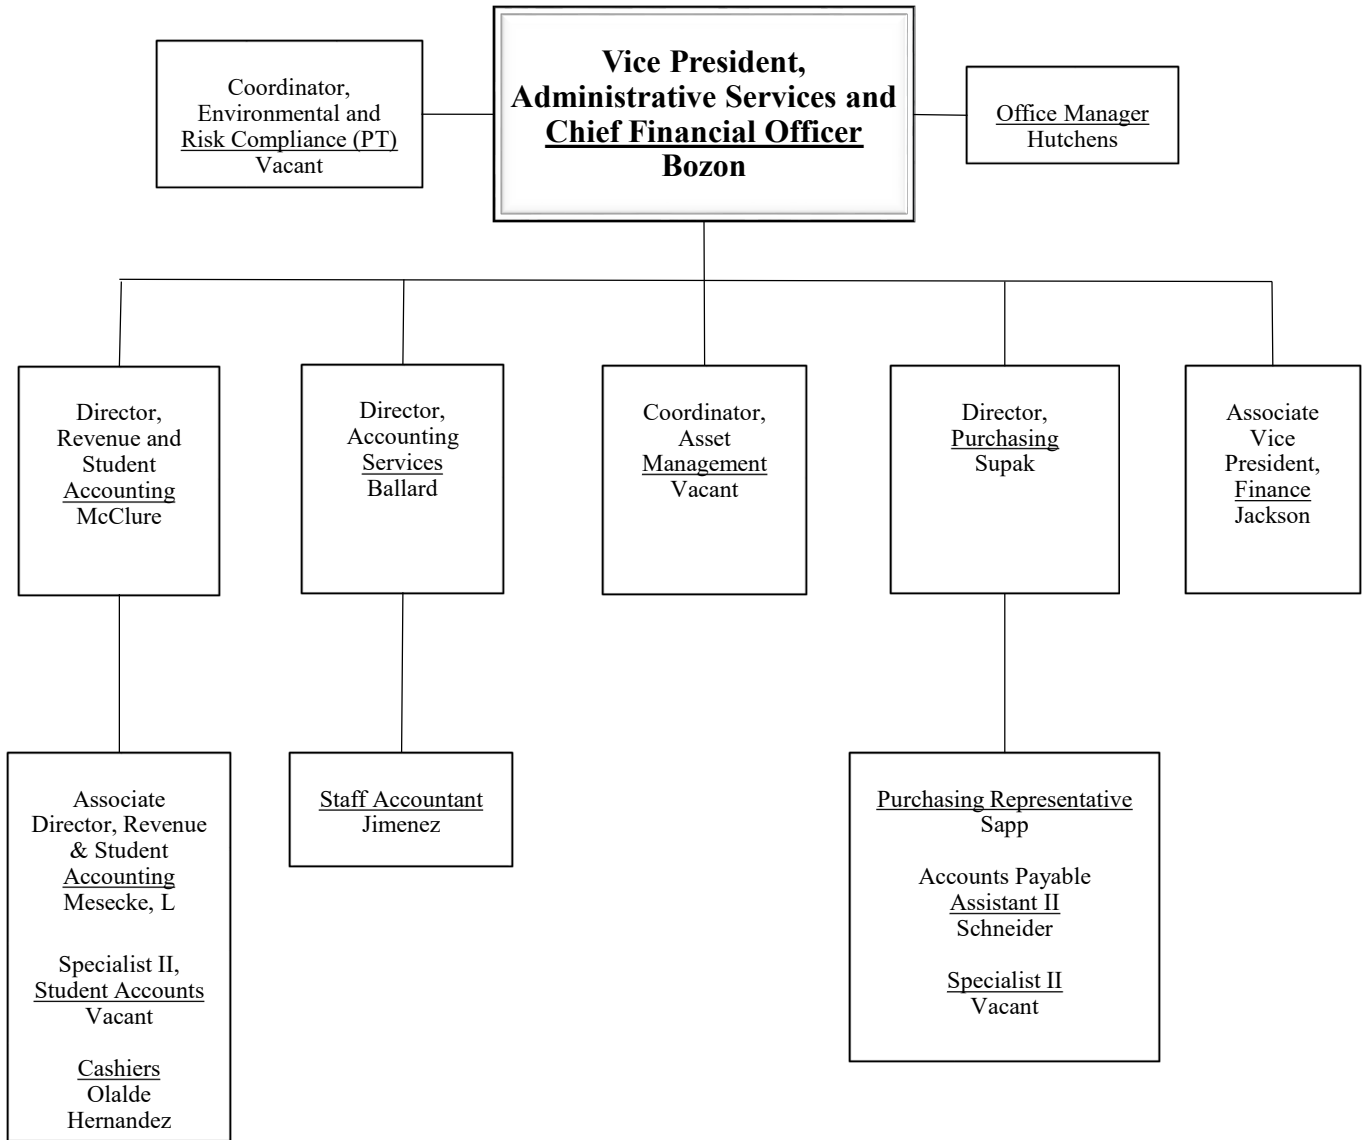 Vice President,
Administrative Services and
Chief Financial Officer
Bozon
Coordinator,
Environmental and
Risk Compliance (PT)
Vacant
Office Manager
Hutchens
Director,
Revenue and
Student
Accounting
McClure
Director,
Accounting
Services
Ballard
Coordinator,
Asset
Management
Vacant
Director,
Purchasing
Supak
Associate
Vice
President,
Finance
Jackson
Associate
Director, Revenue
& Student
Accounting
Mesecke, L
Specialist II,
Student Accounts
Vacant
Cashiers
Olalde
Hernandez
Staff Accountant
Jimenez
Purchasing Representative
Sapp
Accounts Payable
Assistant II
Schneider
Specialist II
Vacant